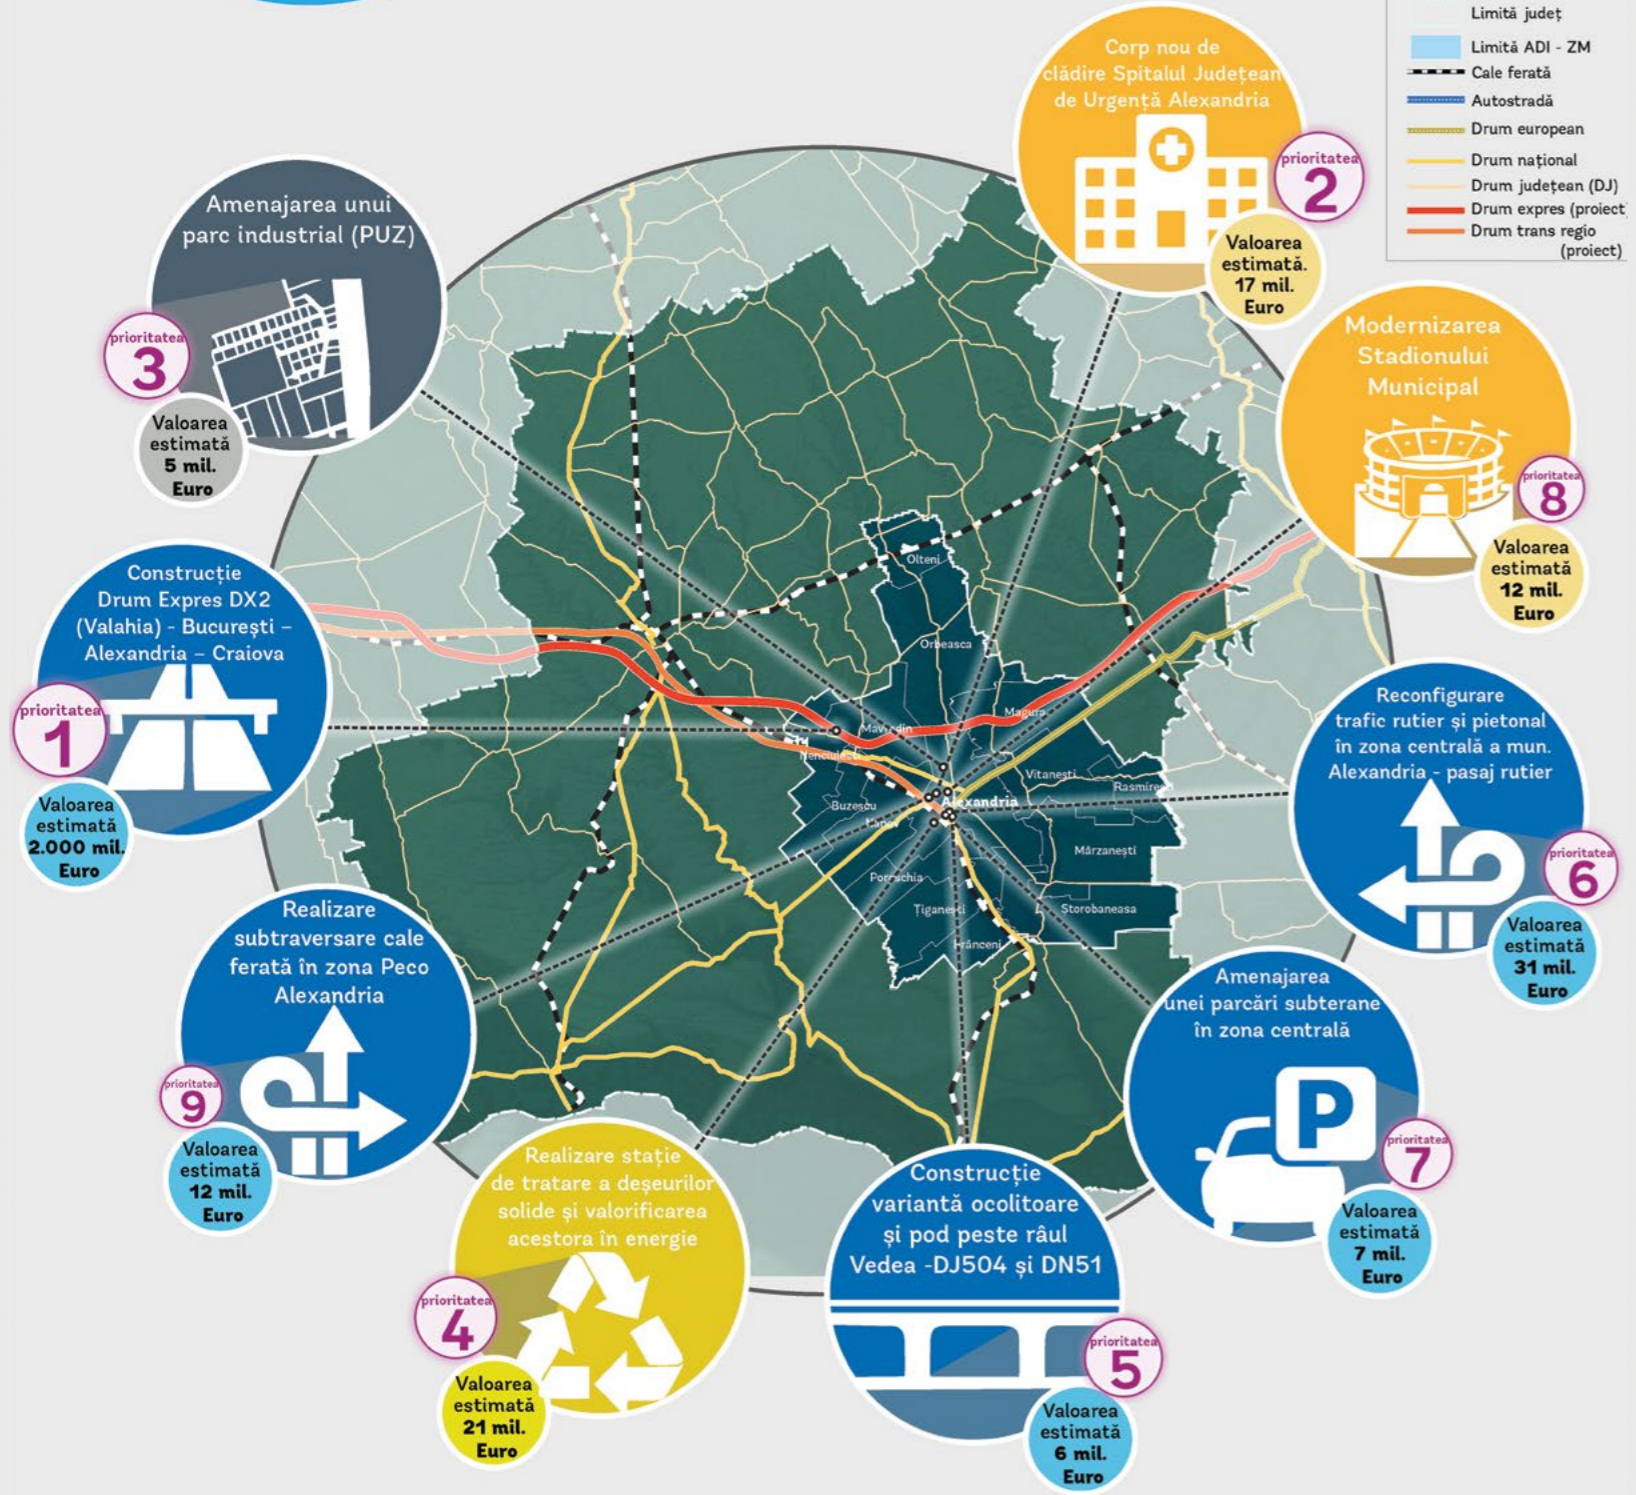 Limită județ
Limită ADI - ZM
Cale ferată
Autostradă
Drum european
Drum național
Drum județean (DJ)
Drum expres (proiect
Drum trans regio
(proiect)
Corp nou de
clădire Spitalul Județean
de Urgență Alexandria
prioritatea
2
Valoarea
estimată.
17 mil.
Euro
Amenajarea unui
parc industrial (PUZ)
prioritatea
3
Valoarea
estimată
5 mil.
Euro
Modernizarea
Stadionului
Municipal
prioritatea
8
Valoarea
estimată
12 mil.
Euro
Construcție
Drum Expres DX2
(Valahia) - București –
Alexandria – Craiova
prioritatea
1
Valoarea
estimată
2.000 mil.
Euro
Olteni
Orbeasca
Magura
Mavrodin
Nenciulești
Vitanești
Buzescu
Alexandria
Mârzanești
Țiganești
Storobaneasa
Frânceni
Reconfigurare
trafic rutier și pietonal
în zona centrală a mun.
Alexandria - pasaj rutier
prioritatea
6
Valoarea
estimată
31 mil.
Euro
Realizare
subtraversare cale
ferată în zona Peco
Alexandria
prioritatea
9
Valoarea
estimată
12 mil.
Euro
Amenajarea
unei parcări subterane
în zona centrală
P
prioritatea
7
Valoarea
estimată
7 mil.
Euro
Realizare stație
de tratare a deșeurilor
solide și valorificarea
acestora în energie
prioritatea
4
Valoarea
estimată
21 mil.
Euro
Construcție
variantă ocolitoare
și pod peste râul
Vedea -DJ504 și DN51
prioritatea
5
Valoarea
estimată
6 mil.
Euro